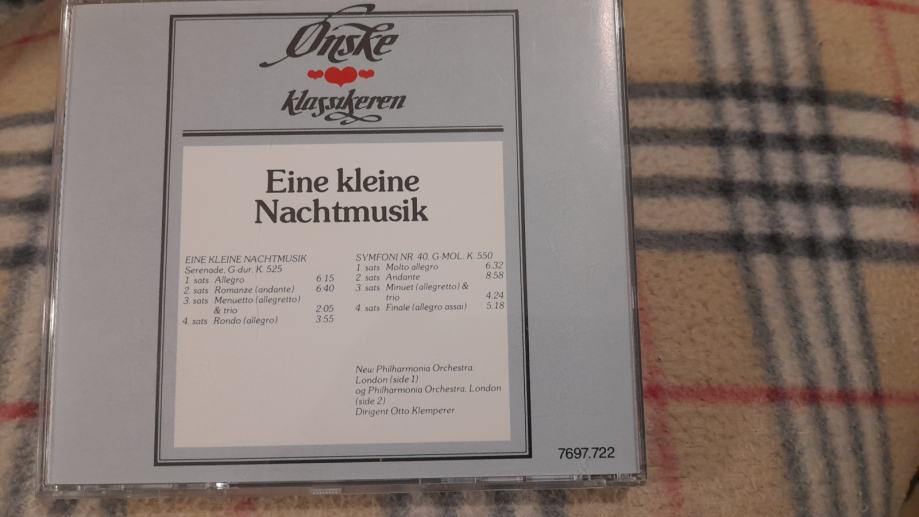 Ønske
klassikeren
Eine kleine
Nachtmusik
EINE KLEINE NACHTMUSIK
Serenade, G-dur, K. 525
1. sats Allegro 6:15
2. sats Romanze (andante) 6:40
3. sats Menuetto (allegretto)
& trio 2:05
4. sats Rondo (allegro) 3:55
SYMFONI NR. 40, G-MOL, K. 550
1. sats Molto allegro 6.32
2. sats Andante 8:58
3. sats Minuet (allegretto) &
trio 4:24
4. sats Finale (allegro assai) 5.18
New Philharmonia Orchestra,
London (side 1)
og Philharmonia Orchestra, London
(side 2)
Dirigent Otto Klemperer
7697.722